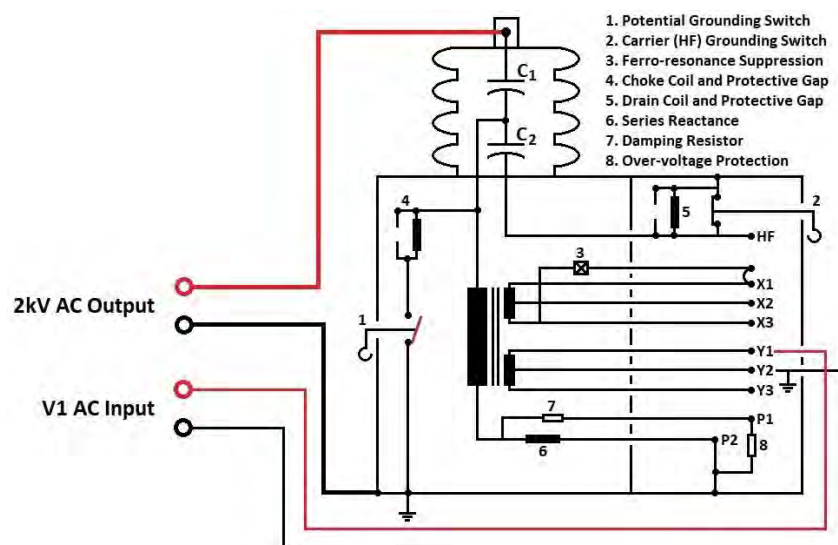 1. Potential Grounding Switch
2. Carrier (HF) Grounding Switch
3. Ferro-resonance Suppression
4. Choke Coil and Protective Gap
5. Drain Coil and Protective Gap
6. Series Reactance
7. Damping Resistor
8. Over-voltage Protection
C1
C2
4
5
2
HF
3
X1
X2
X3
2kV AC Output
1
Y1
Y2
Y3
V1 AC Input
7
P1
6
P2
8